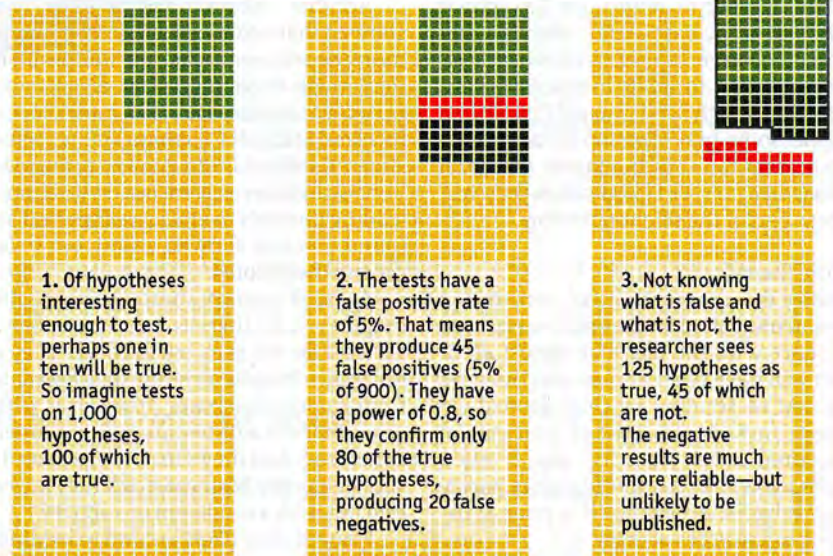 1. Of hypotheses
interesting
enough to test,
perhaps one in
ten will be true.
So imagine tests
on 1,000
hypotheses,
100 of which
are true.
2. The tests have a
false positive rate
of 5%. That means
they produce 45
false positives (5%
of 900). They have
a power of 0.8, so
they confirm only
80 of the true
hypotheses,
producing 20 false
negatives.
3. Not knowing
what is false and
what is not, the
researcher sees
125 hypotheses as
true, 45 of which
are not.
The negative
results are much
more reliable—but
unlikely to be
published.